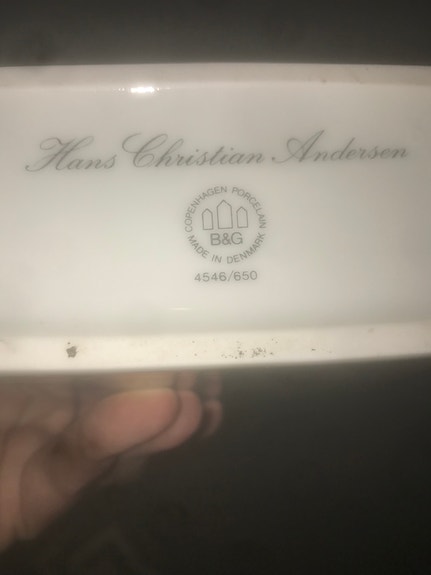 Hans Christian Andersen
COPENHAGEN PORCELAIN
B&G
MADE IN DENMARK
4546/650